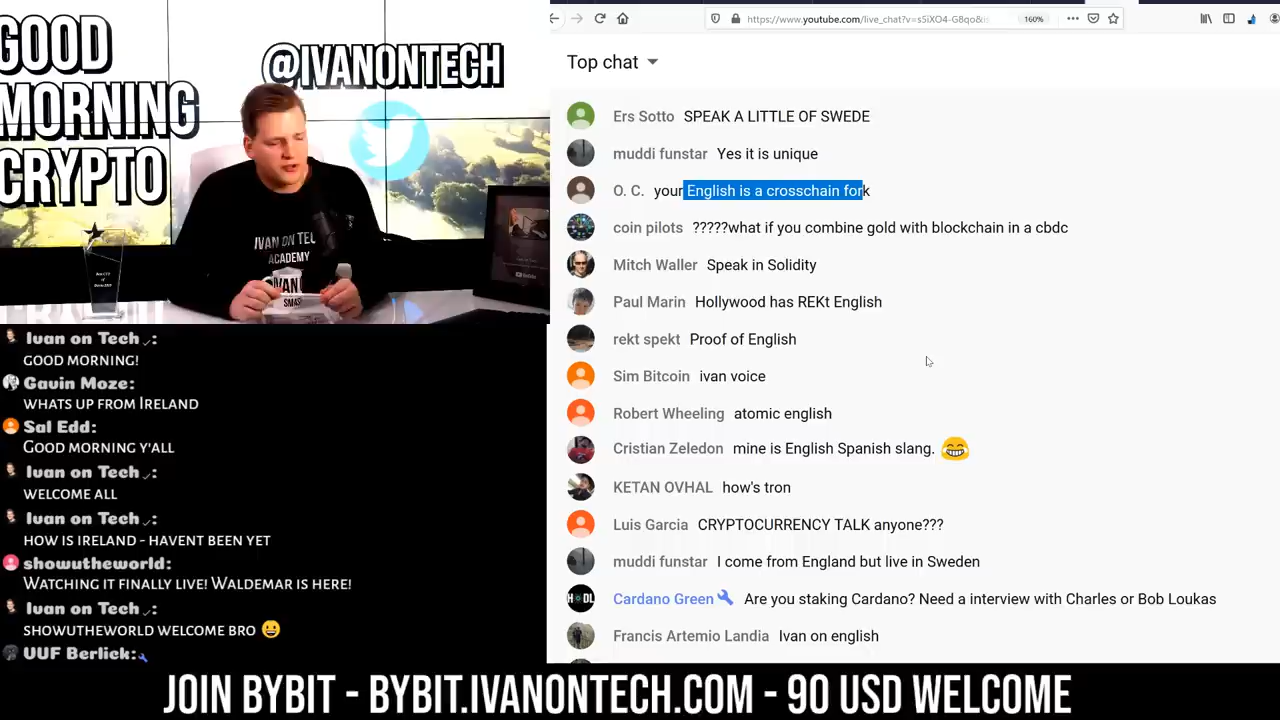 GOOD
MORNING
CRYPTO
@IVANONTECH
IVAN ON TECH
ACADEMY
IVAN
https://www.youtube.com/live_chat?v=s5iXO4-G8qo&is
160%
Top chat
Ers Sotto SPEAK A LITTLE OF SWEDE
muddi funstar Yes it is unique
O. C. your English is a crosschain fork
coin pilots ?????what if you combine gold with blockchain in a cbdc
Mitch Waller Speak in Solidity
Paul Marin Hollywood has REKt English
rekt spekt Proof of English
Sim Bitcoin ivan voice
Robert Wheeling atomic english
Cristian Zeledon mine is English Spanish slang. 😂
KETAN OVHAL how's tron
Luis Garcia CRYPTOCURRENCY TALK anyone???
muddi funstar I come from England but live in Sweden
Cardano Green Are you staking Cardano? Need a interview with Charles or Bob Loukas
Francis Artemio Landia Ivan on english
Ivan on Tech ✓:
GOOD MORNING!
Gavin Moze:
WHATS UP FROM IRELAND
Sal Edd:
GOOD MORNING Y'ALL
Ivan on Tech ✓:
WELCOME ALL
Ivan on Tech ✓:
HOW IS IRELAND - HAVENT BEEN YET
showutheworld:
WATCHING IT FINALLY LIVE! WALDEMAR IS HERE!
Ivan on Tech ✓:
SHOWUTHEWORLD WELCOME BRO 😀
UUF Berlick:
JOIN BYBIT - BYBIT.IVANONTECH.COM - 90 USD WELCOME